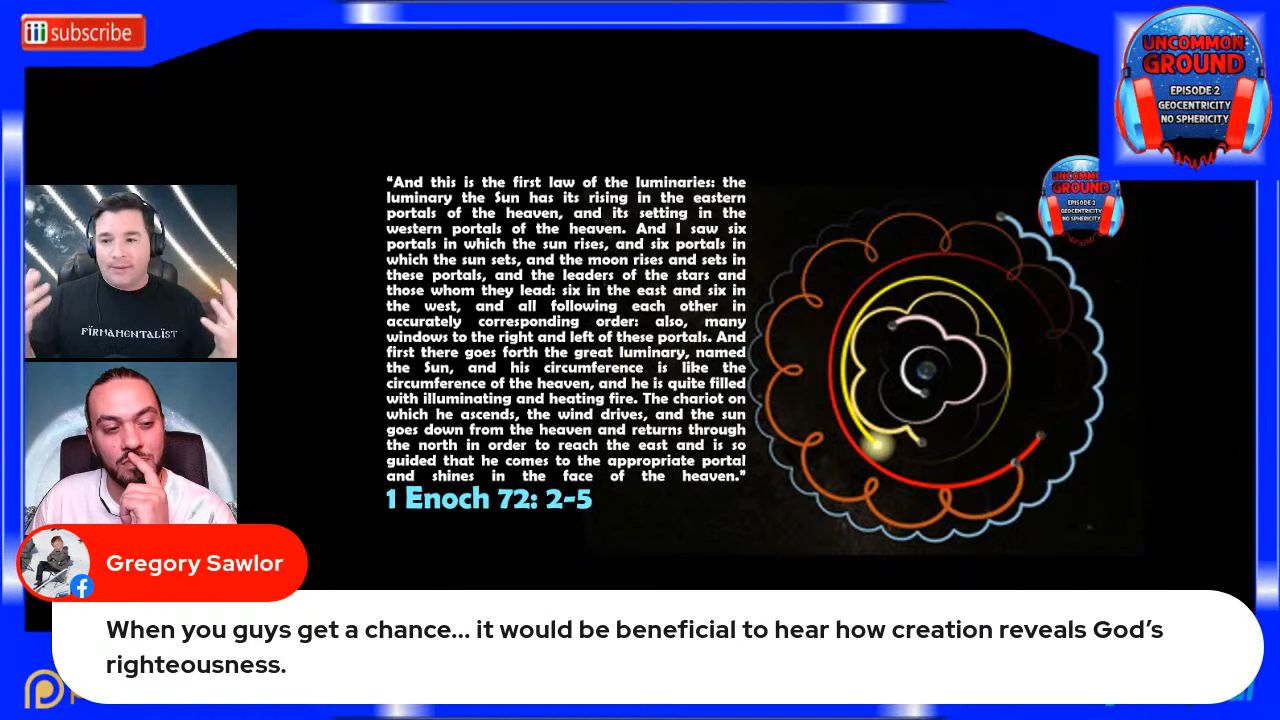 subscribe
UNCOMMON
GROUND
EPISODE 2
GEOCENTRICITY
NO SPHERICITY
UNCOMMON
GROUND
EPISODE 2
GEOCENTRICITY
NO SPHERICITY
“And this is the first law of the luminaries: the
luminary the Sun has its rising in the eastern
portals of the heaven, and its setting in the
western portals of the heaven. And I saw six
portals in which the sun rises, and six portals in
which the sun sets, and the moon rises and sets in
these portals, and the leaders of the stars and
those whom they lead: six in the east and six in
the west, and all following each other in
accurately corresponding order: also, many
windows to the right and left of these portals. And
first there goes forth the great luminary, named
the Sun, and his circumference is like the
circumference of the heaven, and he is quite filled
with illuminating and heating fire. The chariot on
which he ascends, the wind drives, and the sun
goes down from the heaven and returns through
the north in order to reach the east and is so
guided that he comes to the appropriate portal
and shines in the face of the heaven.”
1 Enoch 72: 2-5
FÏRMAMENTALÏST
Gregory Sawlor
When you guys get a chance... it would be beneficial to hear how creation reveals God’s
righteousness.